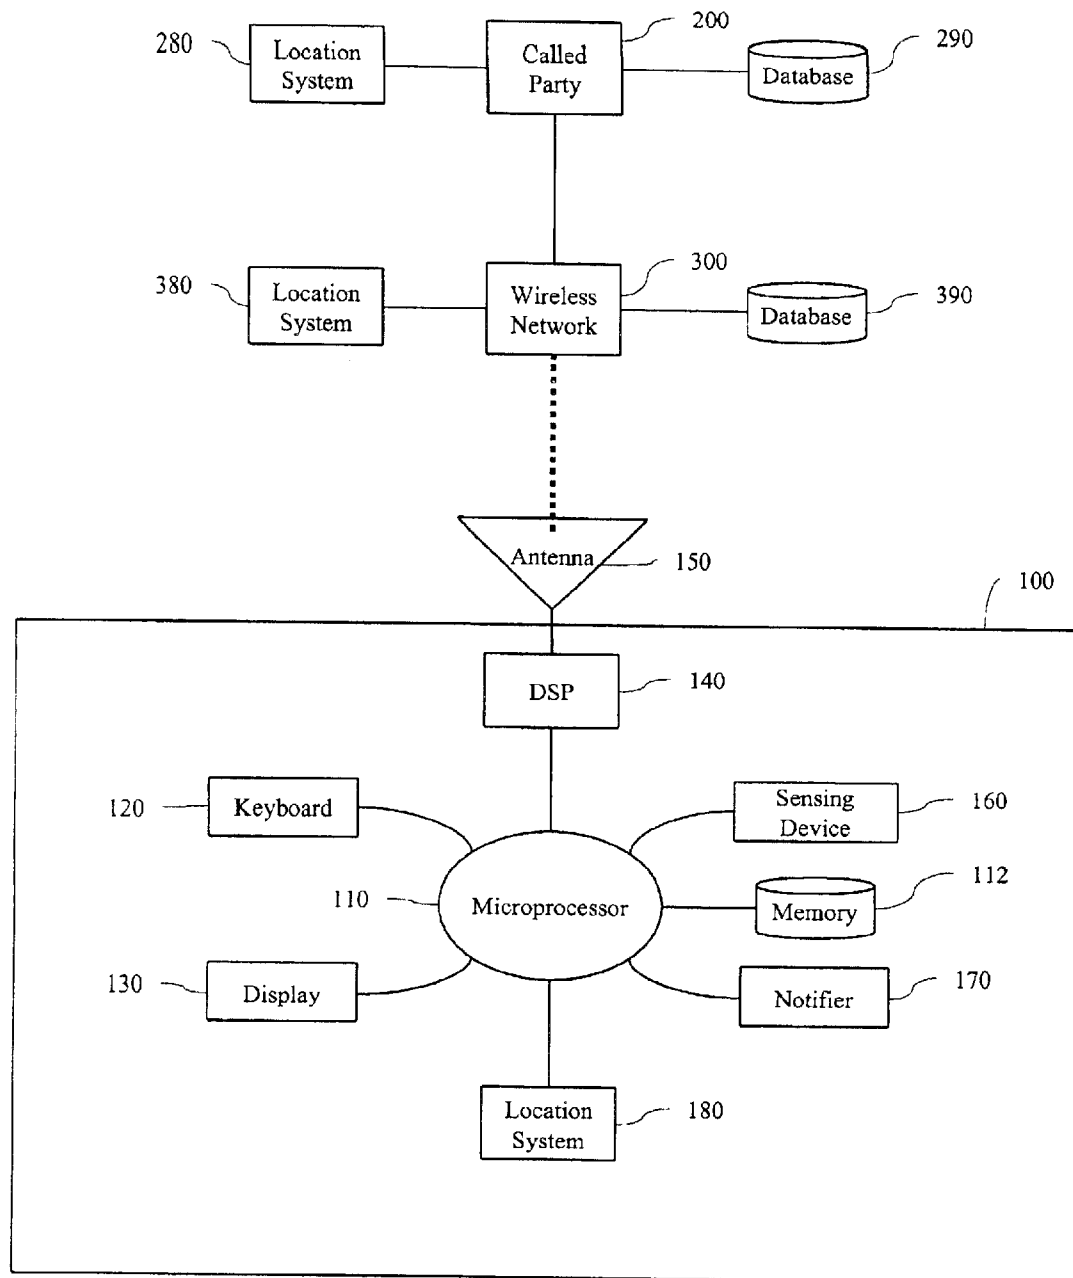 200
280
290
Location
System
Called
Party
Database
300
380
390
Location
System
Wireless
Network
Database
Antenna
150
100
DSP
140
120
Keyboard
Sensing
Device
160
110
Microprocessor
Memory
112
130
Display
Notifier
170
Location
System
180